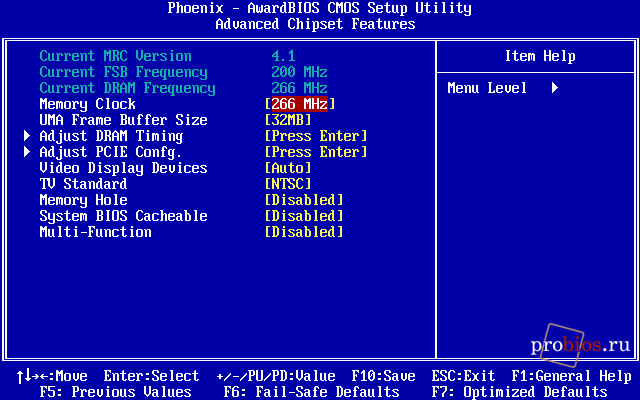 Phoenix - AwardBIOS CMOS Setup Utility
Advanced Chipset Features
Current MRC Version 4.1
Current FSB Frequency 200 MHz
Current DRAM Frequency 266 MHz
Memory Clock [266 MHz]
UMA Frame Buffer Size [32MB]
Adjust DRAM Timing [Press Enter]
Adjust PCIE Confg. [Press Enter]
Video Display Devices [Auto]
TV Standard [NTSC]
Memory Hole [Disabled]
System BIOS Cacheable [Disabled]
Multi-Function [Disabled]
Item Help
Menu Level
probios.ru
↑↓→←:Move Enter:Select +/-/PU/PD:Value F10:Save ESC:Exit F1:General Help
F5: Previous Values F6: Fail-Safe Defaults F7: Optimized Defaults